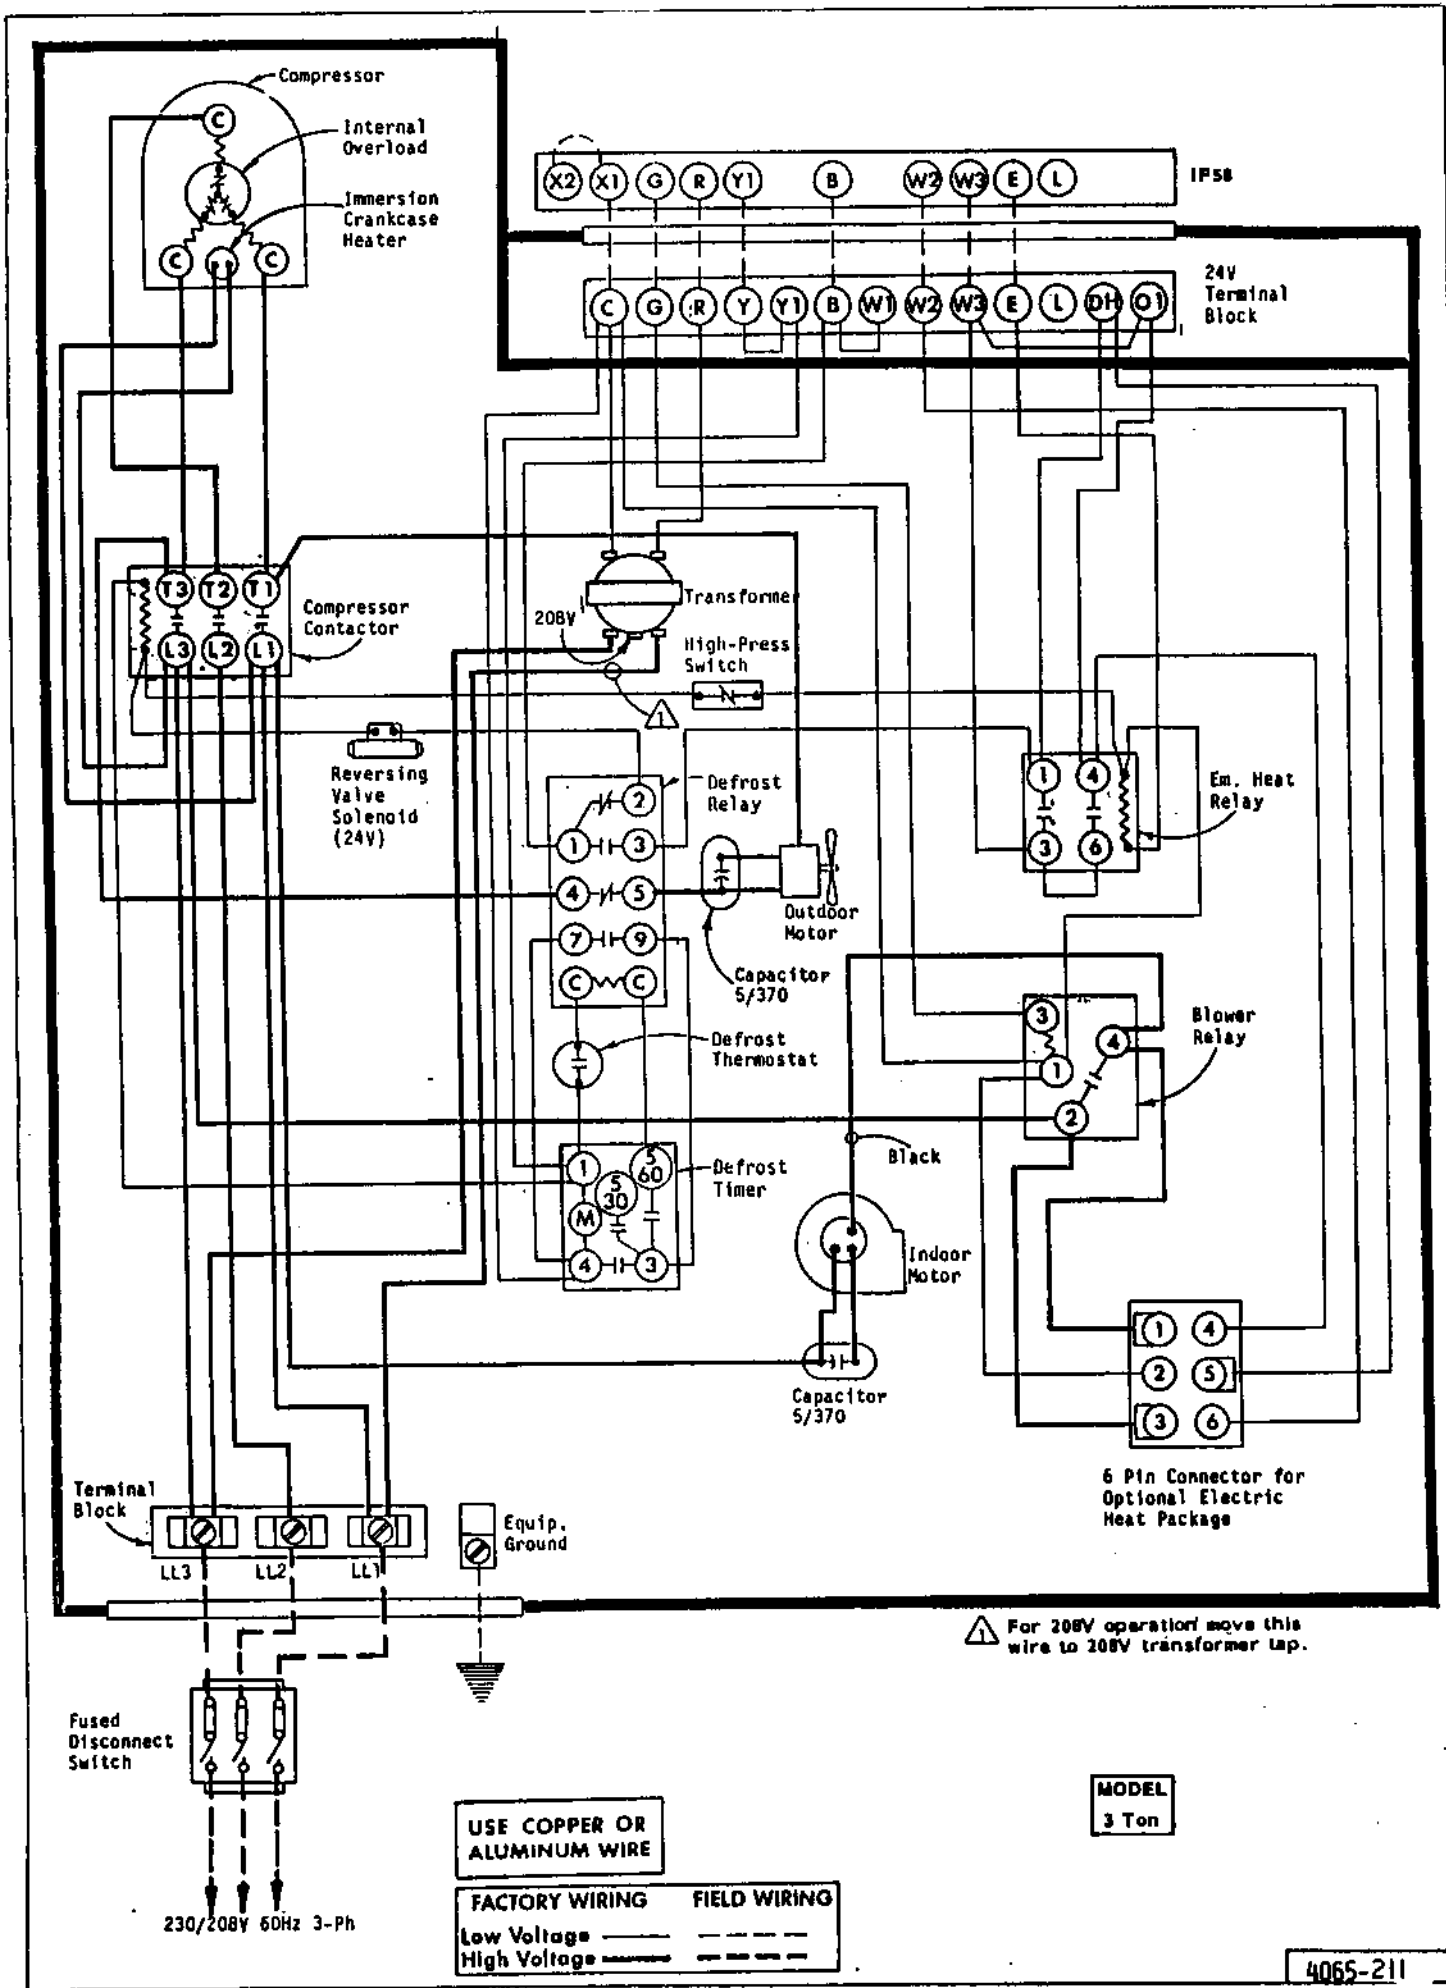 Compressor
Internal
Overload
Immersion
Crankcase
Heater
C
C
C
X2 X1 G R Y1 B W2 W3 E L
IPSB
C G R Y Y1 B W1 W2 W3 E L DH O1
24V
Terminal
Block
T3 T2 T1
L3 L2 L1
Compressor
Contactor
208V
Transformer
High-Press
Switch
1
Reversing
Valve
Solenoid
(24V)
Defrost
Relay
2
1 3
4 5
7 9
C C
Outdoor
Motor
Capacitor
5/370
1 4
3 6
Em. Heat
Relay
Defrost
Thermostat
3
4
1
2
Blower
Relay
Black
1
5
60
5
30
M
4 3
Defrost
Timer
Indoor
Motor
Capacitor
5/370
1 4
2 5
3 6
6 Pin Connector for
Optional Electric
Heat Package
Terminal
Block
LL3 LL2 LL1
Equip.
Ground
1 For 208V operation move this
wire to 208V transformer tap.
Fused
Disconnect
Switch
230/208V 60Hz 3-Ph
USE COPPER OR
ALUMINUM WIRE
MODEL
3 Ton
FACTORY WIRING FIELD WIRING
Low Voltage
High Voltage
4065-211